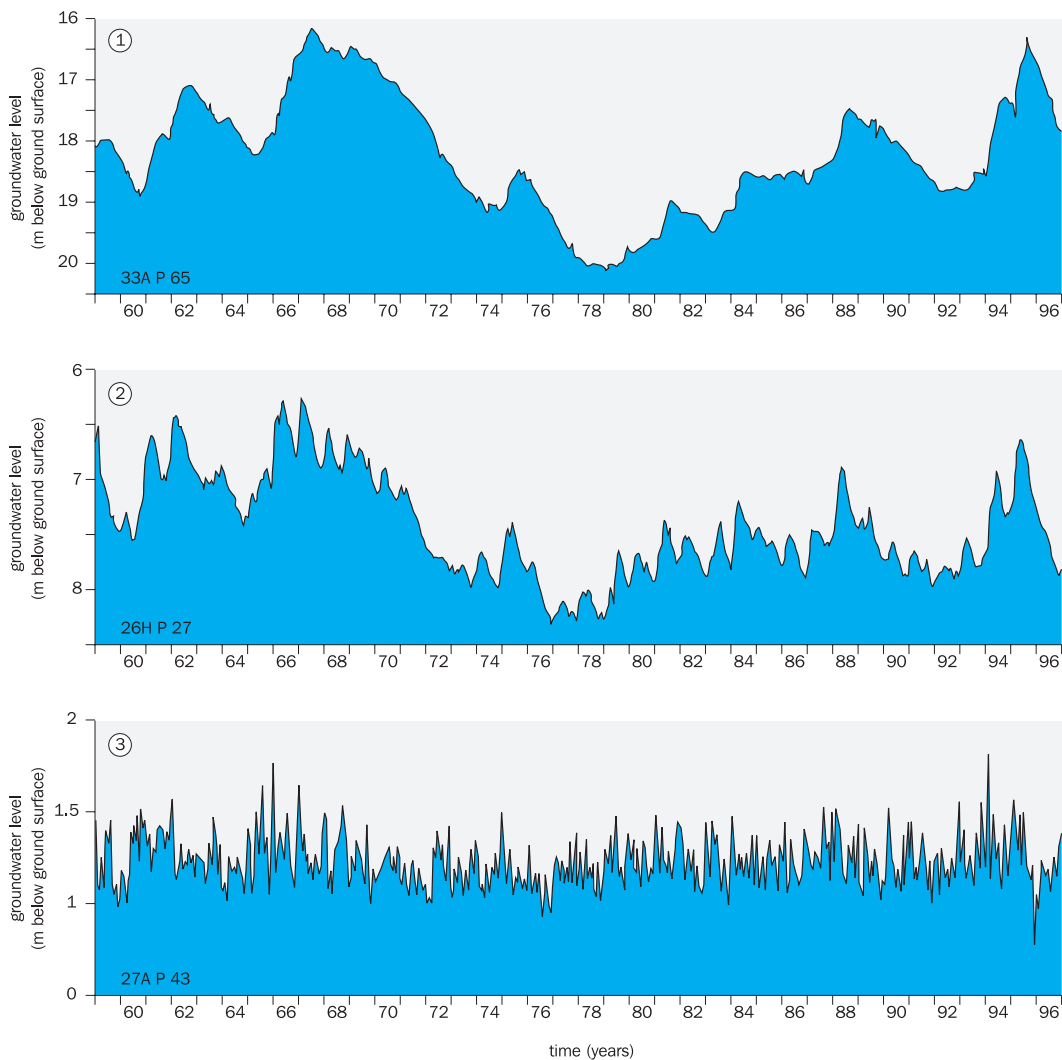 groundwater level
(m below ground surface)
16
17
18
19
20
1
33A P 65
60 62 64 66 68 70 72 74 76 78 80 82 84 86 88 90 92 94 96
groundwater level
(m below ground surface)
6
7
8
2
26H P 27
60 62 64 66 68 70 72 74 76 78 80 82 84 86 88 90 92 94 96
groundwater level
(m below ground surface)
2
1.5
1
0
3
27A P 43
60 62 64 66 68 70 72 74 76 78 80 82 84 86 88 90 92 94 96
time (years)